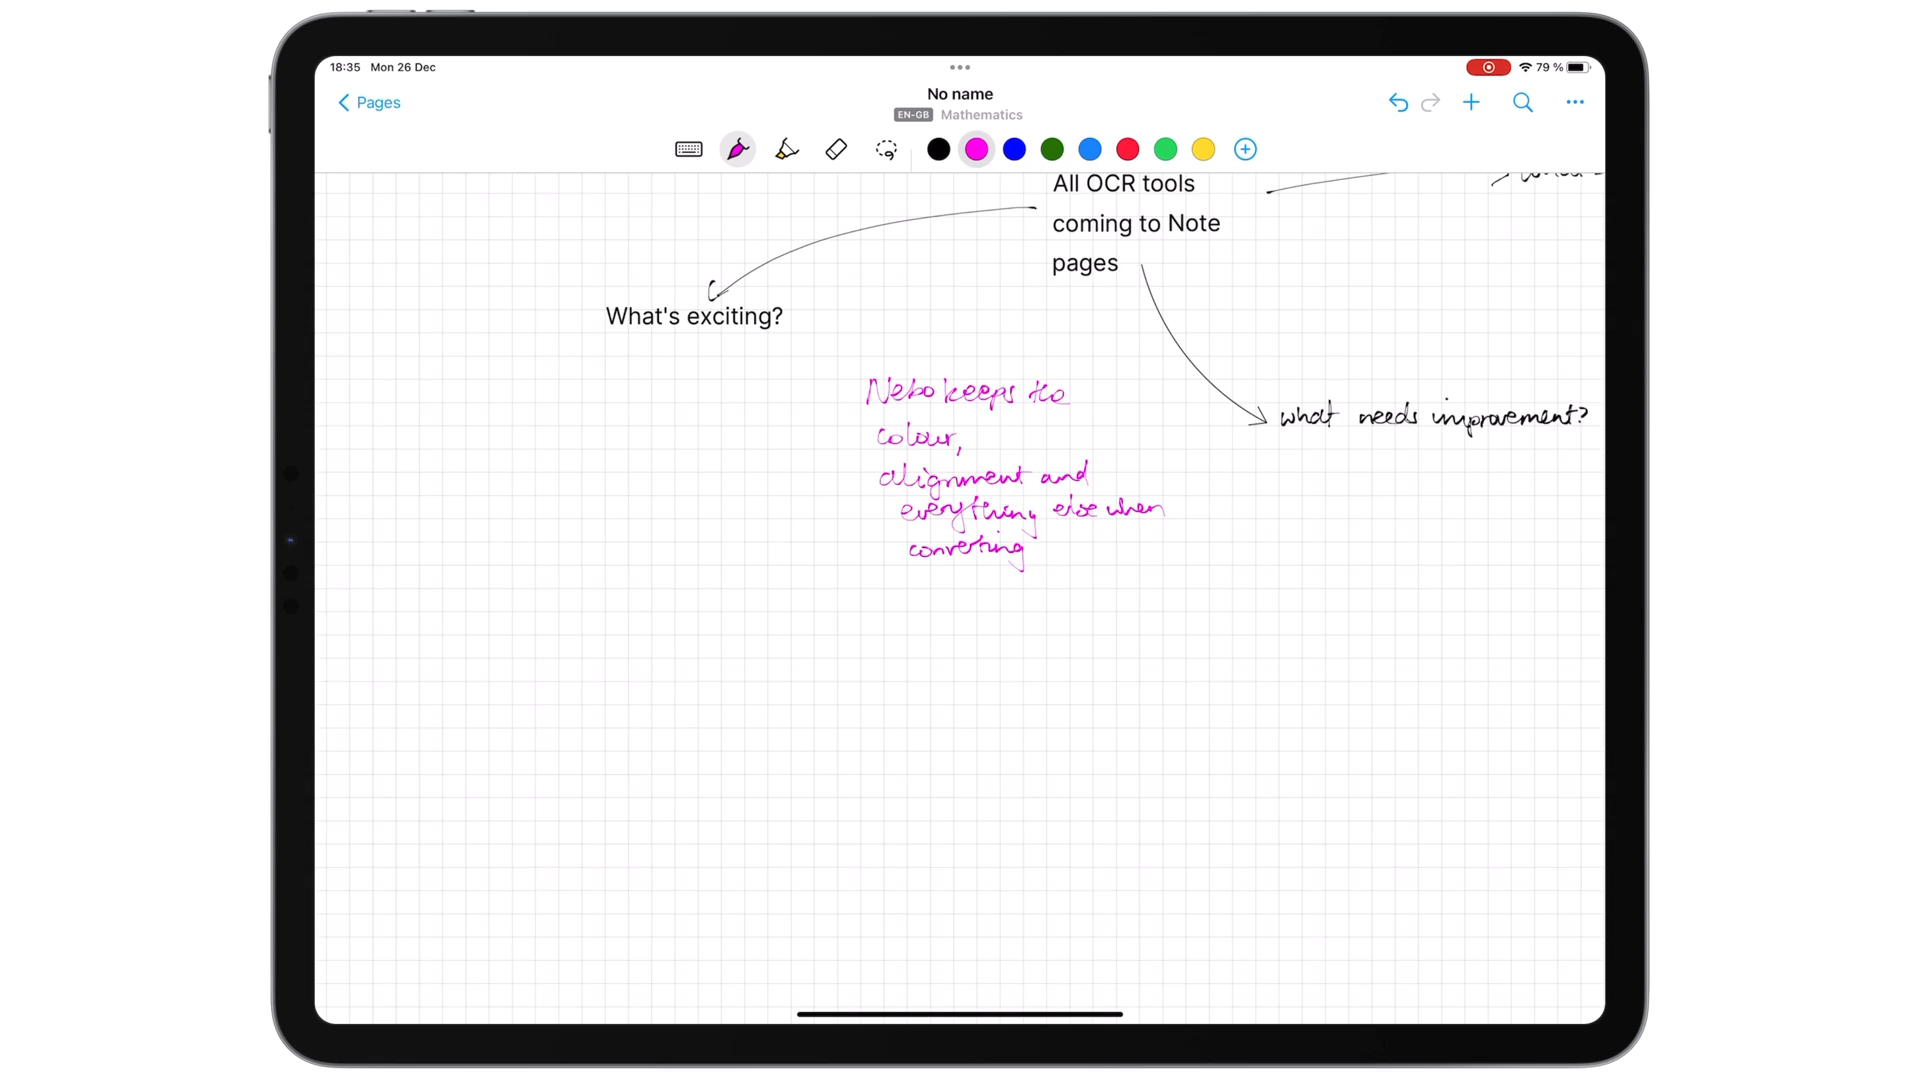 18:35 Mon 26 Dec
79 %
Pages
No name
EN-GB Mathematics
All OCR tools
coming to Note
pages
What's exciting?
what needs improvement?
Nebo keeps the
colour,
alignment and
everything else when
converting